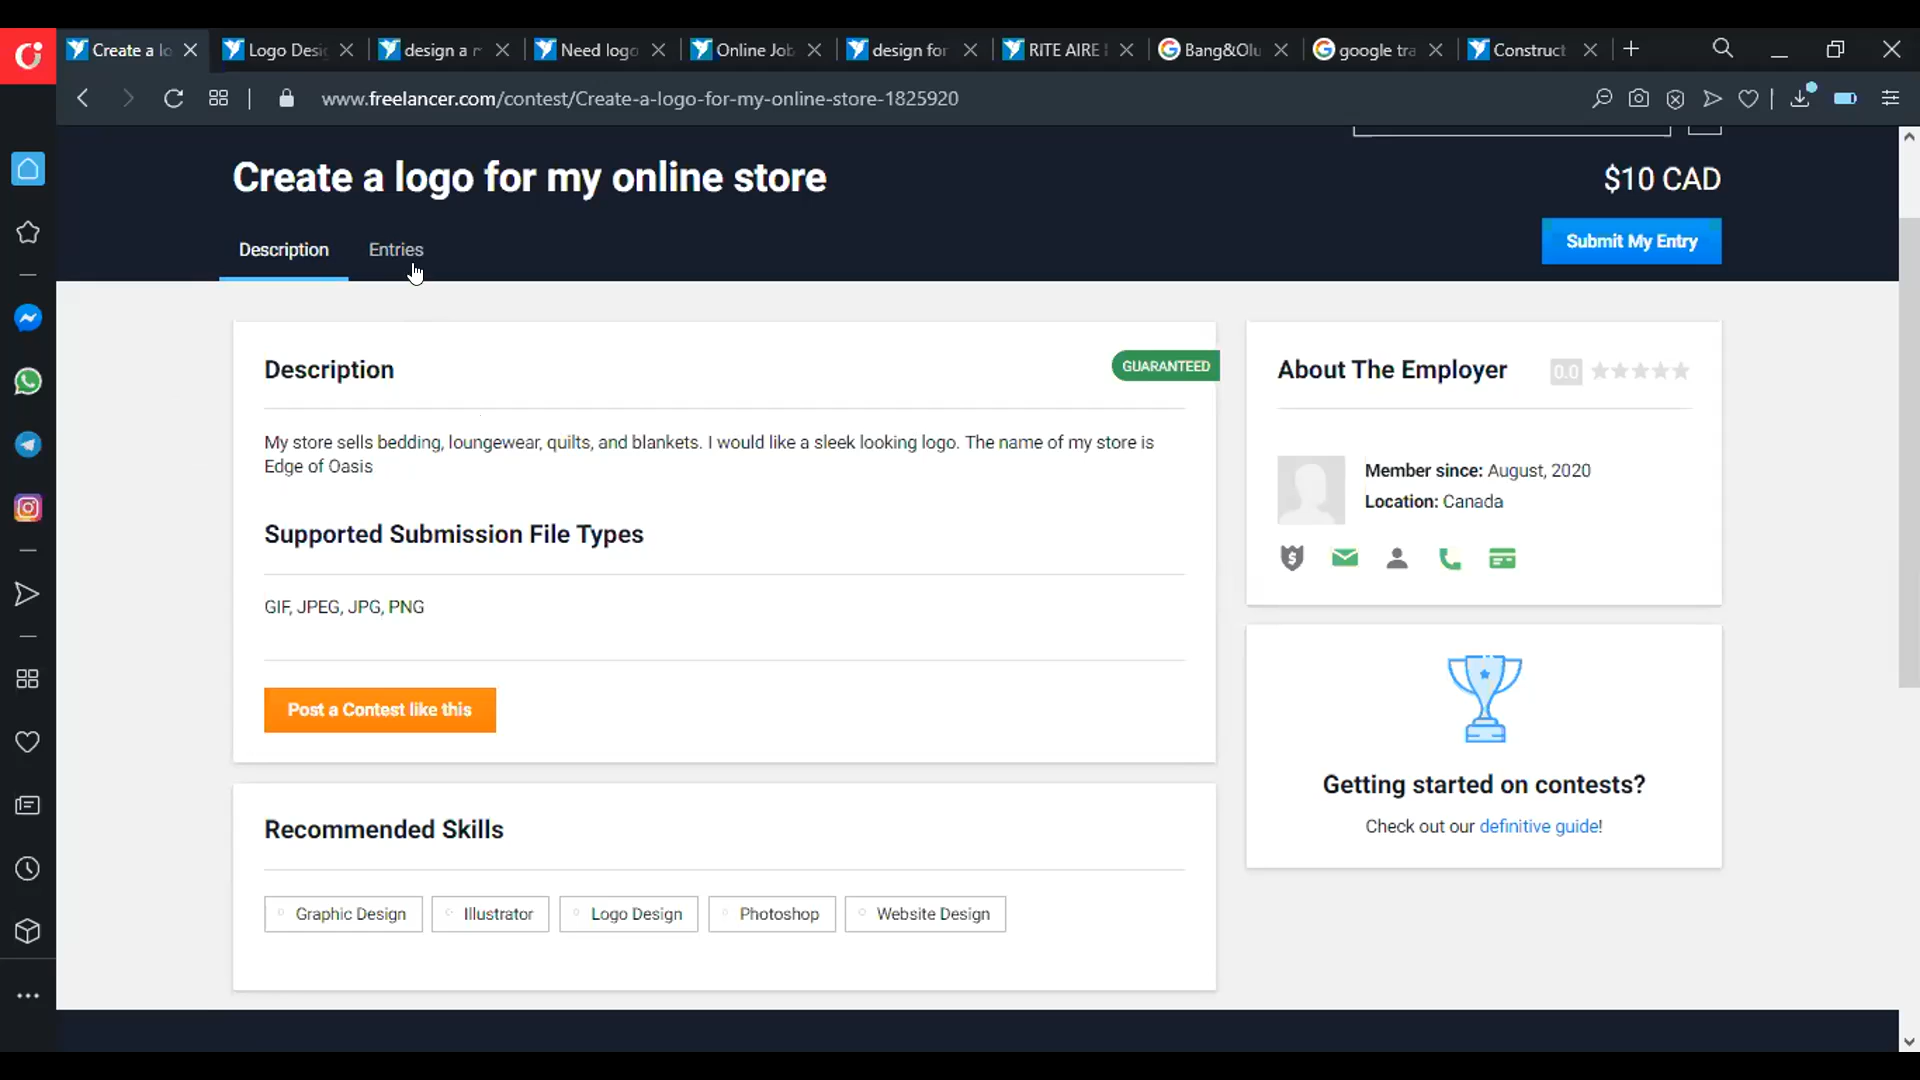 Create a lo
Logo Desi
design a m
Need logo
Online Job
design for
RITE AIRE
Bang&Olu
google tra
Construct
www.freelancer.com/contest/Create-a-logo-for-my-online-store-1825920
Create a logo for my online store
$10 CAD
Description
Entries
Submit My Entry
Description
GUARANTEED
My store sells bedding, loungewear, quilts, and blankets. I would like a sleek looking logo. The name of my store is
Edge of Oasis
Supported Submission File Types
GIF, JPEG, JPG, PNG
Post a Contest like this
Recommended Skills
Graphic Design
Illustrator
Logo Design
Photoshop
Website Design
About The Employer
0.0
Member since: August, 2020
Location: Canada
Getting started on contests?
Check out our definitive guide!